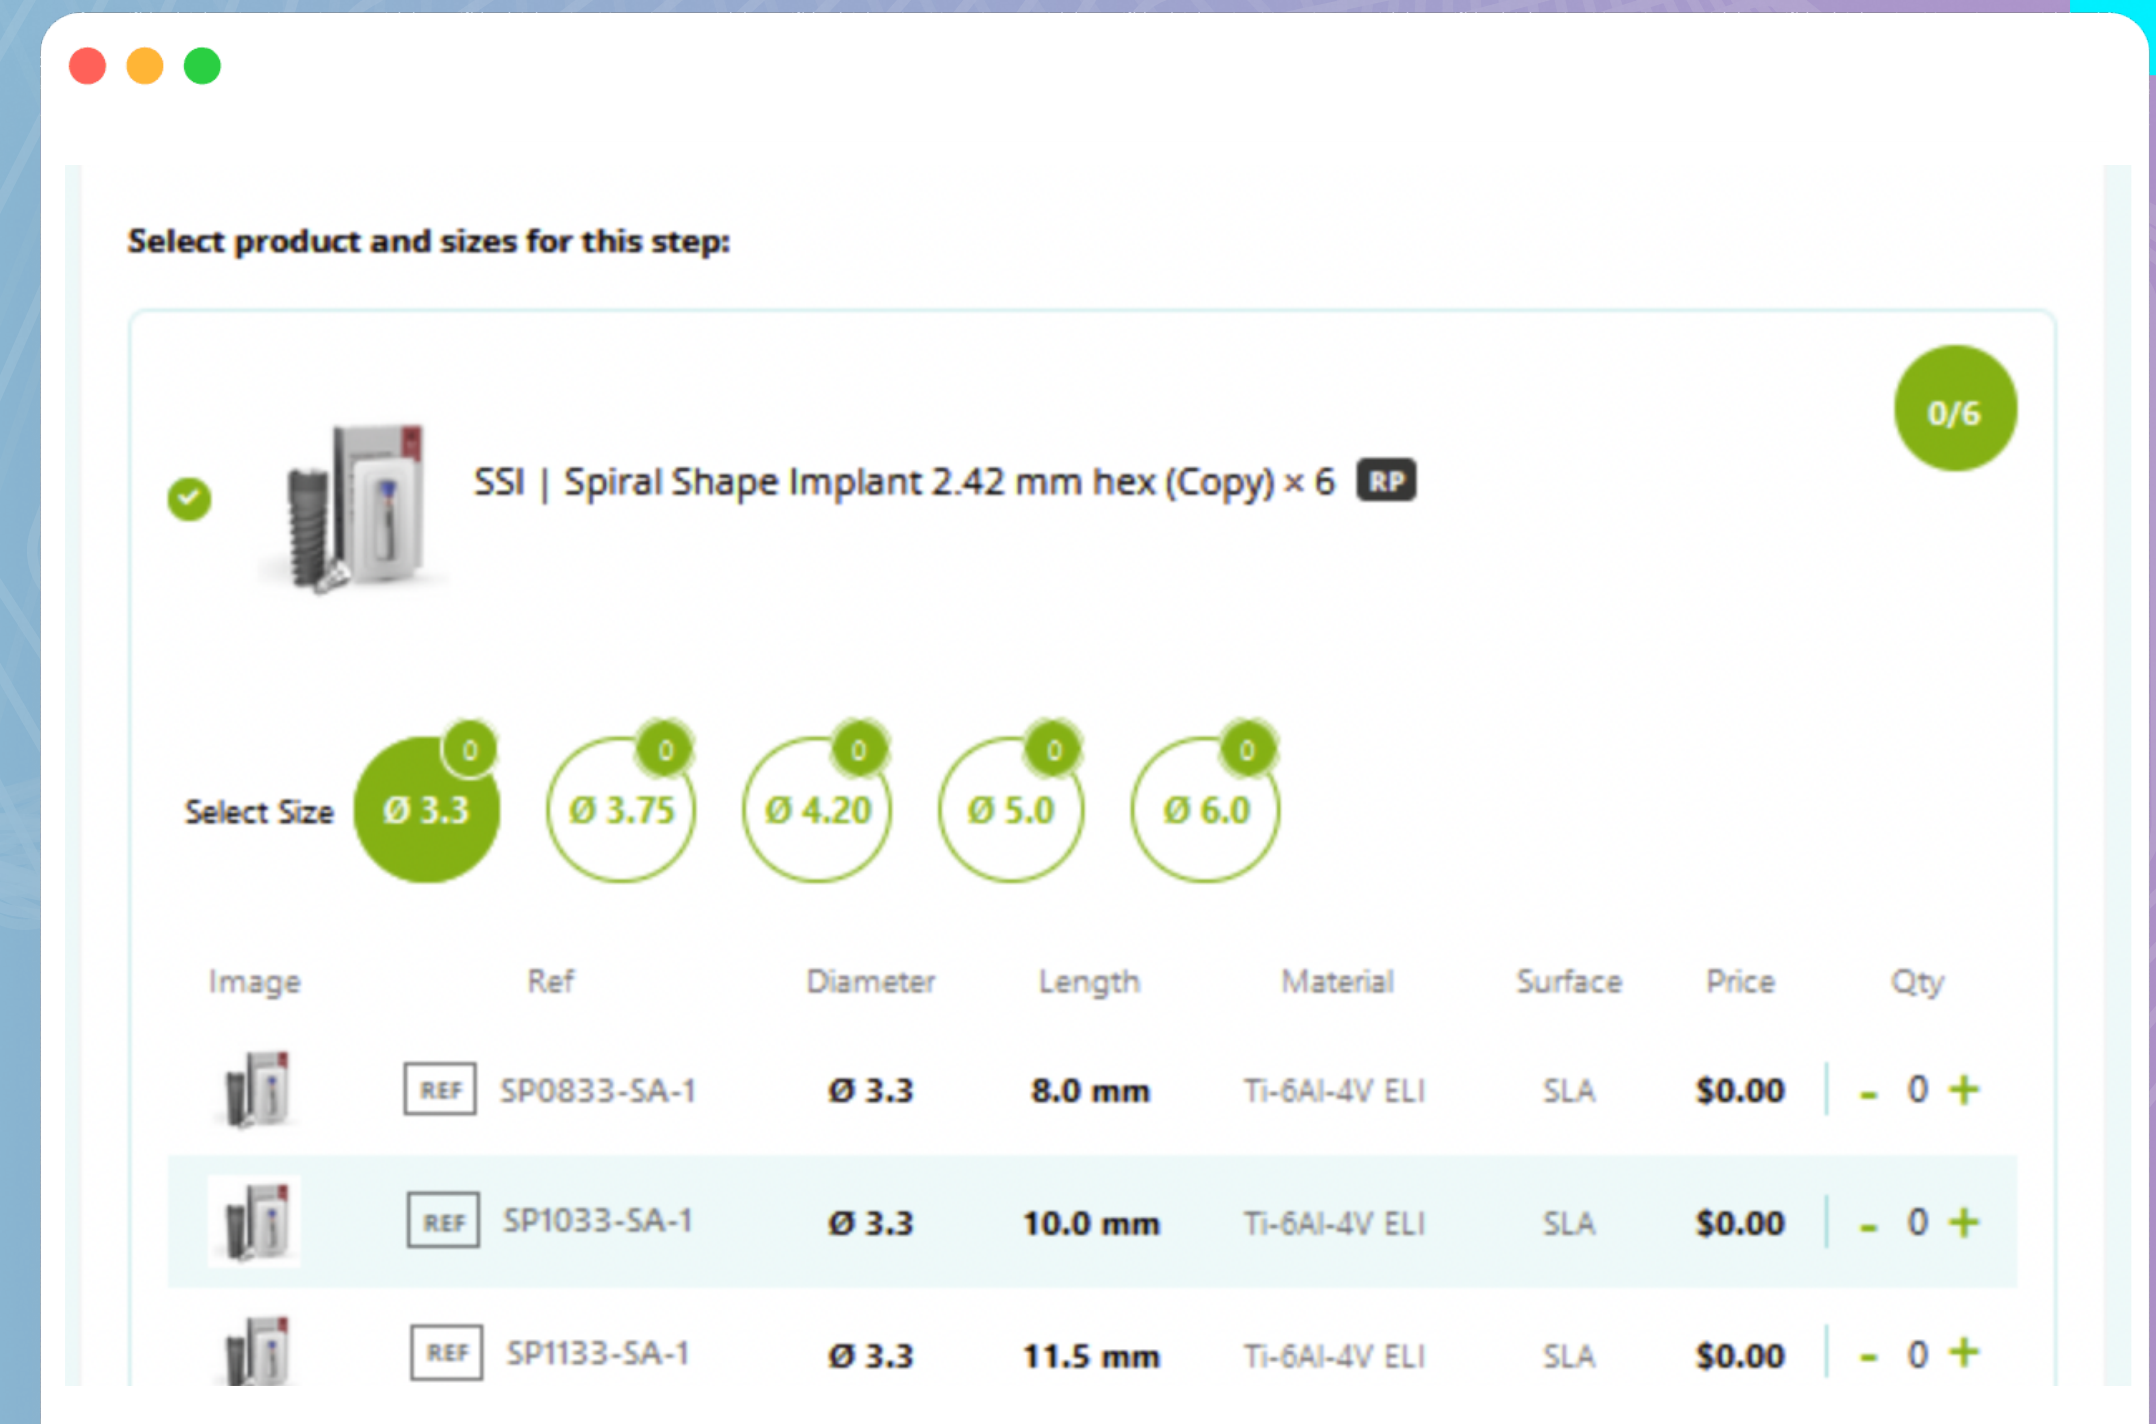 Select product and sizes for this step:
0/6
SSI | Spiral Shape Implant 2.42 mm hex (Copy) × 6 RP
0 0 0 0 0
Select Size Ø 3.3 Ø 3.75 Ø 4.20 Ø 5.0 Ø 6.0
Image Ref Diameter Length Material Surface Price Qty
REF SP0833-SA-1 Ø 3.3 8.0 mm Ti-6Al-4V ELI SLA $0.00 - 0 +
REF SP1033-SA-1 Ø 3.3 10.0 mm Ti-6Al-4V ELI SLA $0.00 - 0 +
REF SP1133-SA-1 Ø 3.3 11.5 mm Ti-6Al-4V ELI SLA $0.00 - 0 +